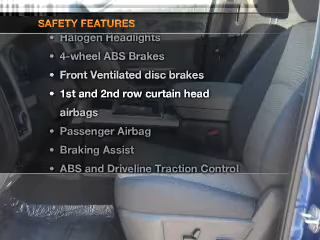 SAFETY FEATURES
• Halogen Headlights
• 4-wheel ABS Brakes
• Front Ventilated disc brakes
• 1st and 2nd row curtain head
airbags
• Passenger Airbag
• Braking Assist
• ABS and Driveline Traction Control